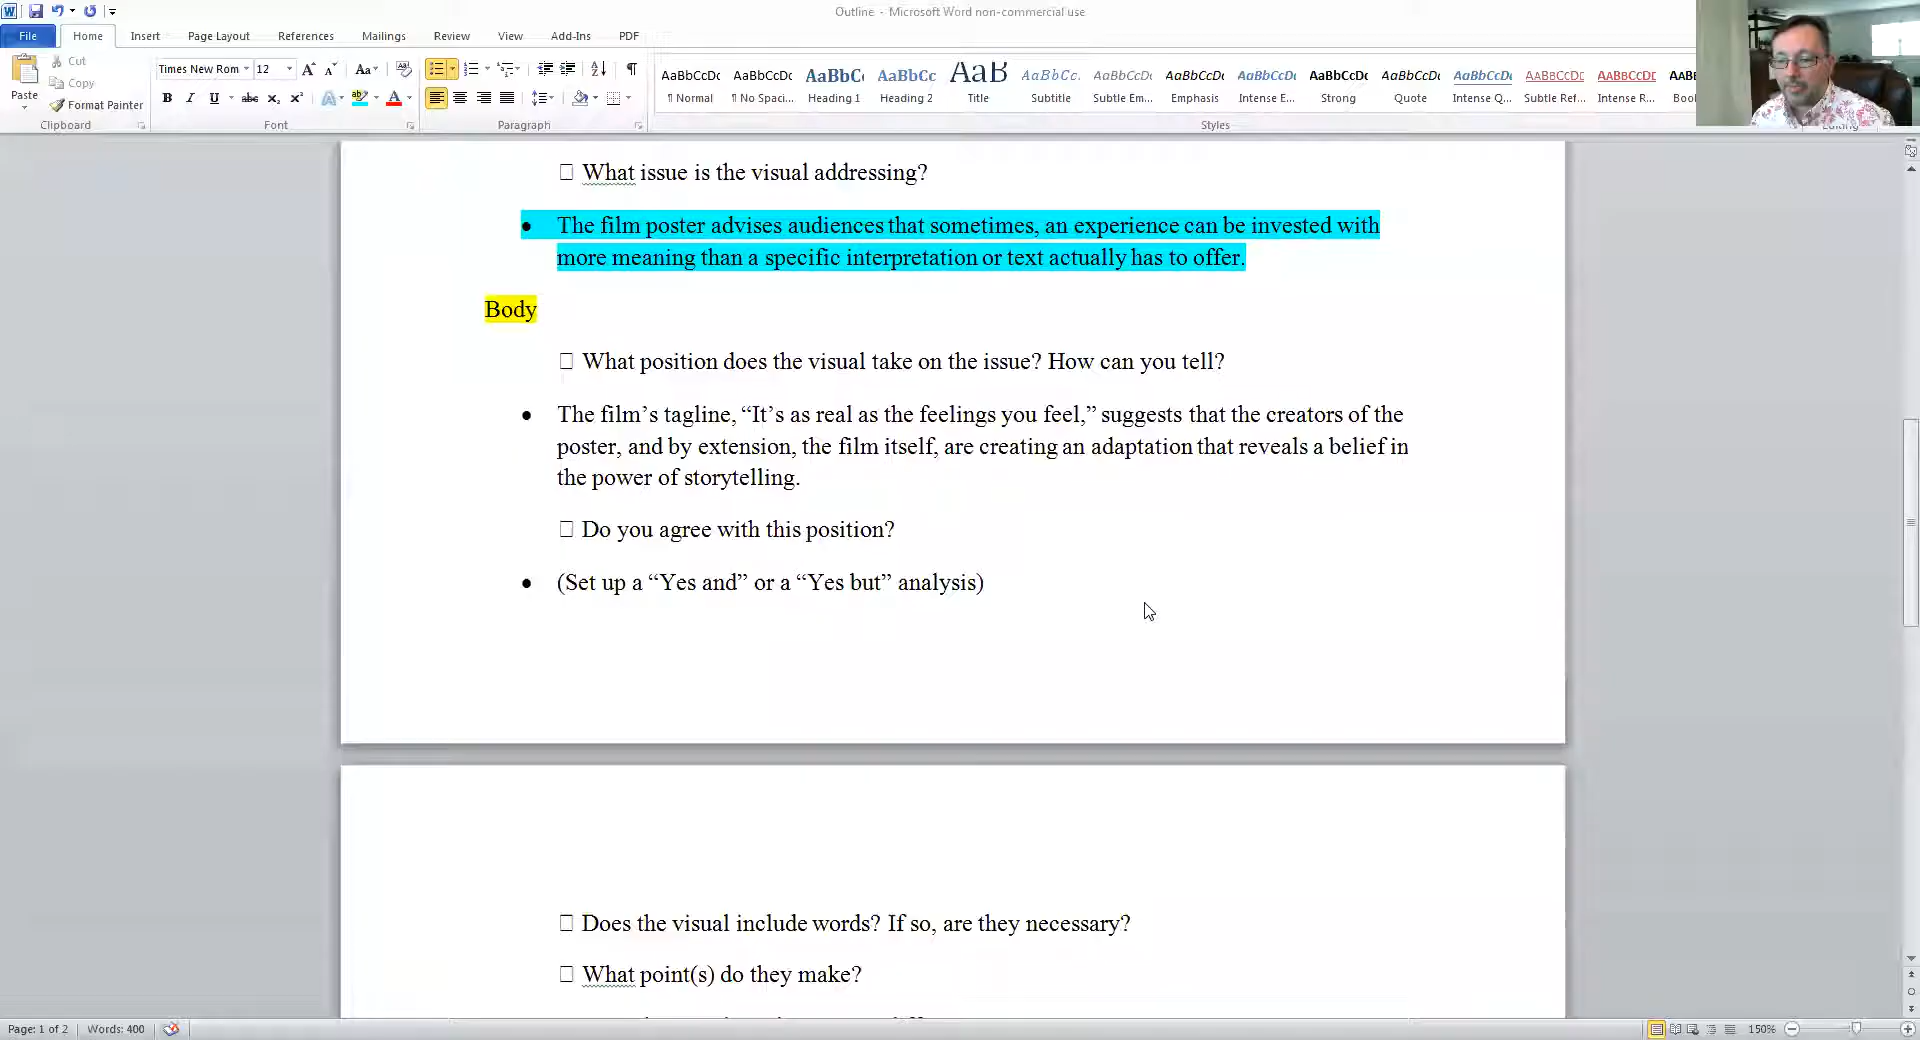 Outline - Microsoft Word non-commercial use
File Home Insert Page Layout References Mailings Review View Add-Ins PDF
Paste
Cut
Copy
Format Painter
Clipboard
Times New Rom 12
Font
Paragraph
AaBbCcDc AaBbCcDc AaBbC AaBbCc AaB AaBbCc. AaBbCcDc AaBbCcDc AaBbCcDc AaBbCcDc AaBbCcDc AaBbCcDc AABBCCDC AABBCCDC AABB
¶ Normal ¶ No Spaci... Heading 1 Heading 2 Title Subtitle Subtle Em... Emphasis Intense E... Strong Quote Intense Q... Subtle Ref... Intense R... Boo
Styles
Editing
What issue is the visual addressing?
• The film poster advises audiences that sometimes, an experience can be invested with
more meaning than a specific interpretation or text actually has to offer.
Body
What position does the visual take on the issue? How can you tell?
• The film’s tagline, “It’s as real as the feelings you feel,” suggests that the creators of the
poster, and by extension, the film itself, are creating an adaptation that reveals a belief in
the power of storytelling.
Do you agree with this position?
• (Set up a “Yes and” or a “Yes but” analysis)
Does the visual include words? If so, are they necessary?
What point(s) do they make?
Page: 1 of 2 Words: 400 150%